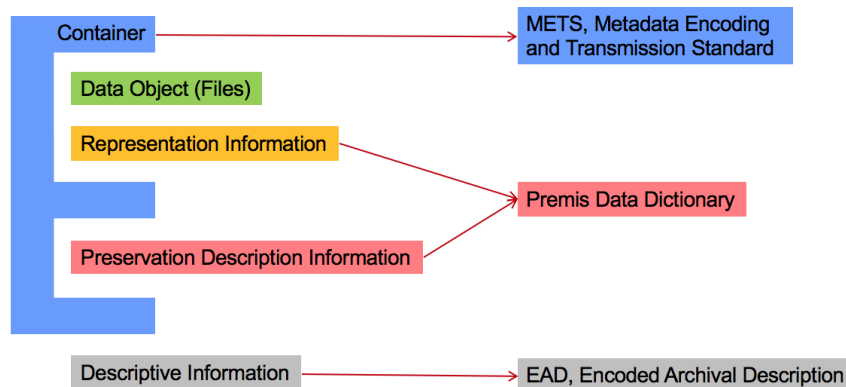 Container
METS, Metadata Encoding
and Transmission Standard
Data Object (Files)
Representation Information
Premis Data Dictionary
Preservation Description Information
Descriptive Information
EAD, Encoded Archival Description